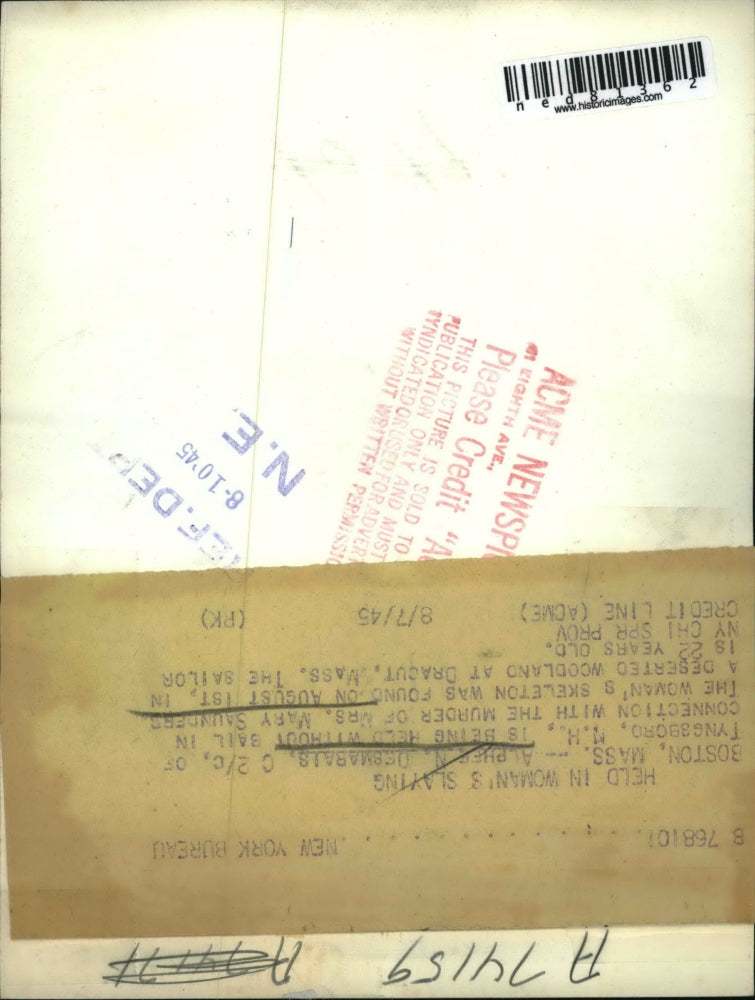 ned81362
www.historicimages.com
ACME NEWSPI
EIGHTH AVE.,
Please Credit "A
THIS PICTURE IS SOLD TO
PUBLICATION ONLY AND MUST
SYNDICATED OR USED FOR ADVER
WITHOUT WRITTEN PERMISSIO
REF. DEP
8-10'45
N.E.
8 768107 . . . . . . . . . . . NEW YORK BUREAU
HELD IN WOMAN'S SLAYING
BOSTON, MASS. -- ALPHEE N. DESMARAIS, C 2/C, OF
TYNGSBORO, N.H., IS BEING HELD WITHOUT BAIL IN
CONNECTION WITH THE MURDER OF MRS. MARY SAUNDERS
THE WOMAN'S SKELETON WAS FOUND ON AUGUST 1ST, IN
A DESERTED WOODLAND AT DRACUT, MASS. THE SAILOR
IS 22 YEARS OLD.
NY CHI SPR PROV
CREDIT LINE (ACME) 8/7/45 (RK)
A 74159